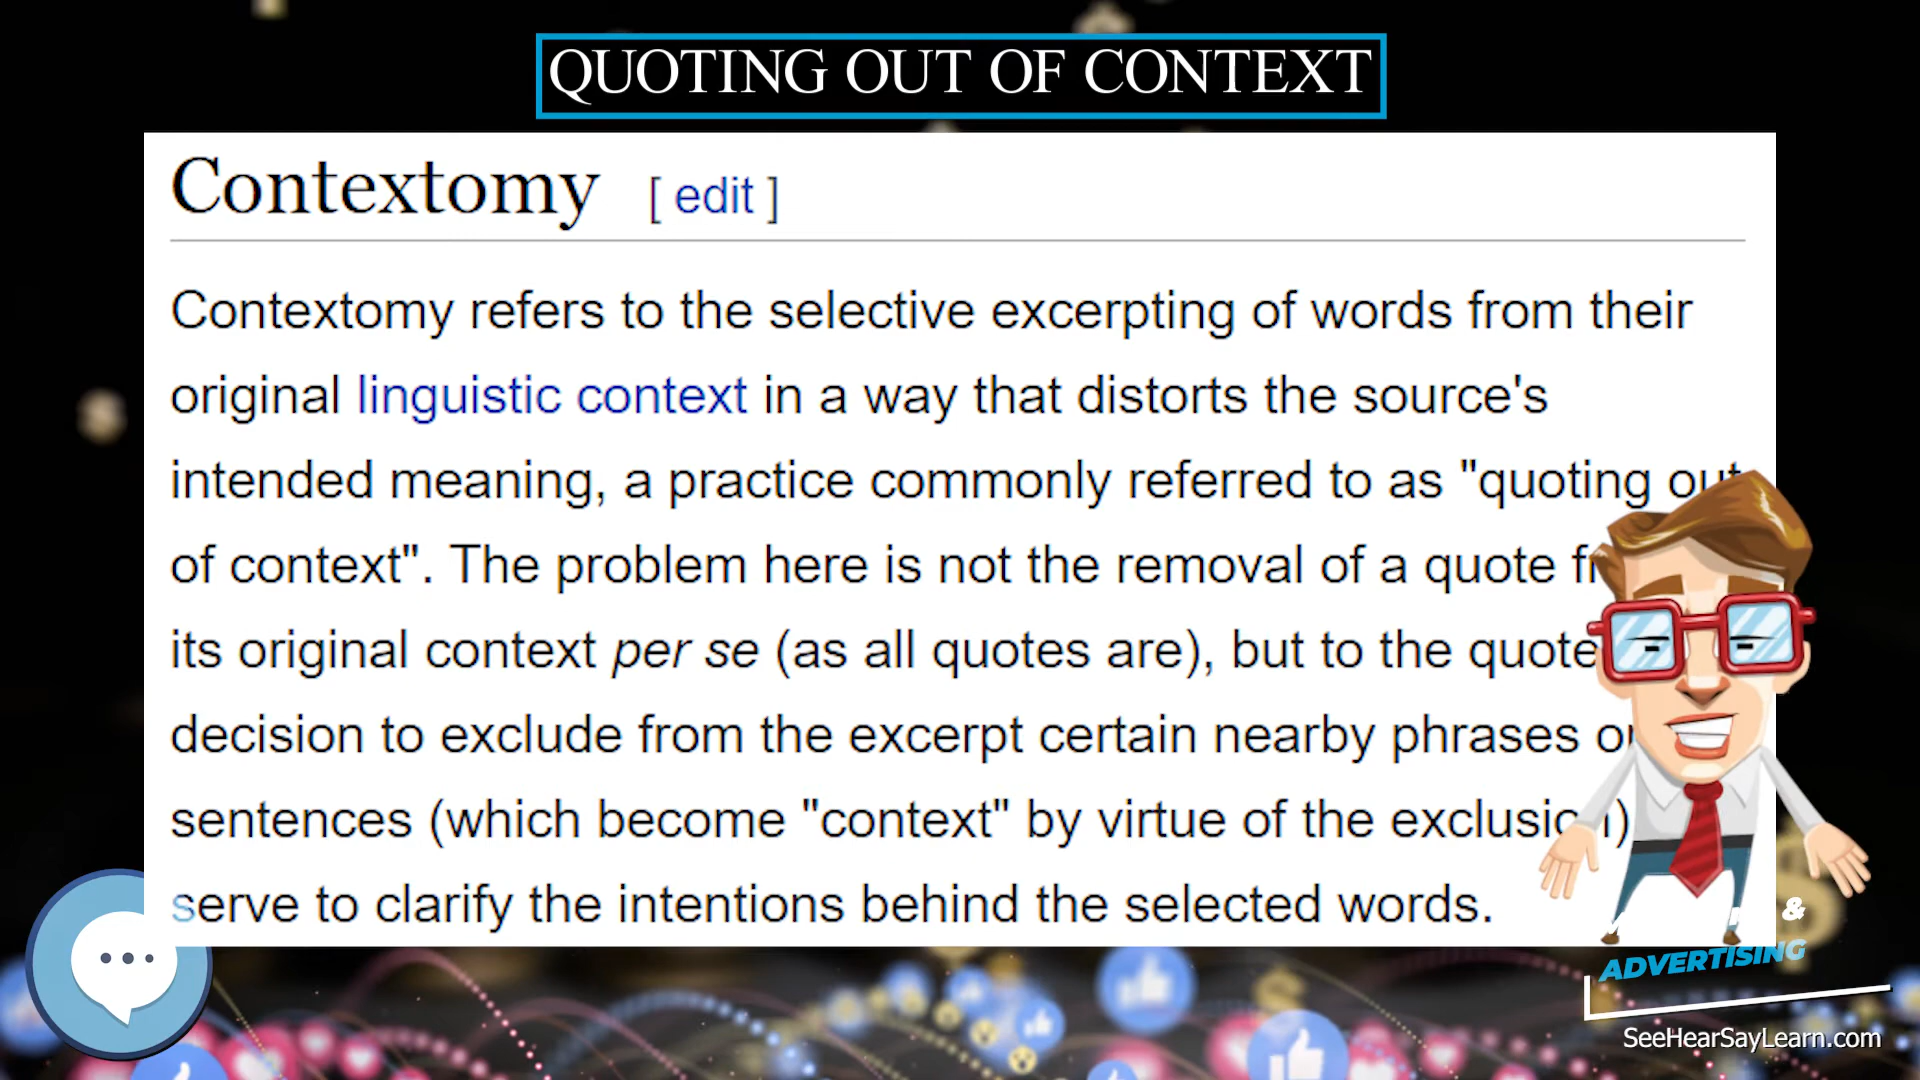 QUOTING OUT OF CONTEXT
Contextomy [ edit ]
Contextomy refers to the selective excerpting of words from their
original linguistic context in a way that distorts the source's
intended meaning, a practice commonly referred to as "quoting out
of context". The problem here is not the removal of a quote
its original context per se (as all quotes are), but to the
decision to exclude from the excerpt certain nearby phrases or
sentences (which become "context" by virtue of the exclusion)
serve to clarify the intentions behind the selected words.
&
ADVERTISING
SeeHearSayLearn.com